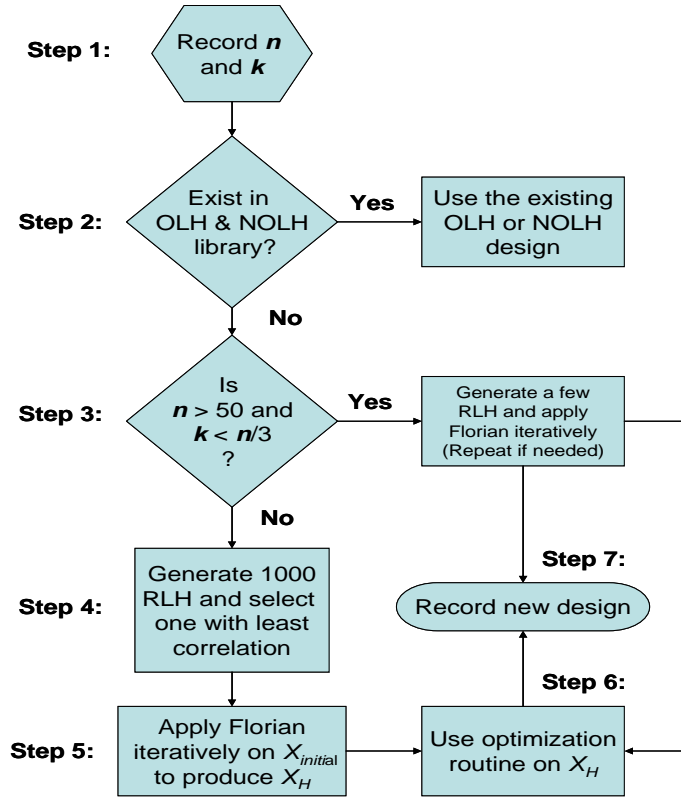 Step 1:
Record n
and k
Step 2:
Exist in
OLH & NOLH
library?
Yes
Use the existing
OLH or NOLH
design
No
Step 3:
Is
n > 50 and
k < n/3
?
Yes
Generate a few
RLH and apply
Florian iteratively
(Repeat if needed)
No
Step 4:
Generate 1000
RLH and select
one with least
correlation
Step 7:
Record new design
Step 6:
Step 5:
Apply Florian
iteratively on Xinitial
to produce XH
Use optimization
routine on XH